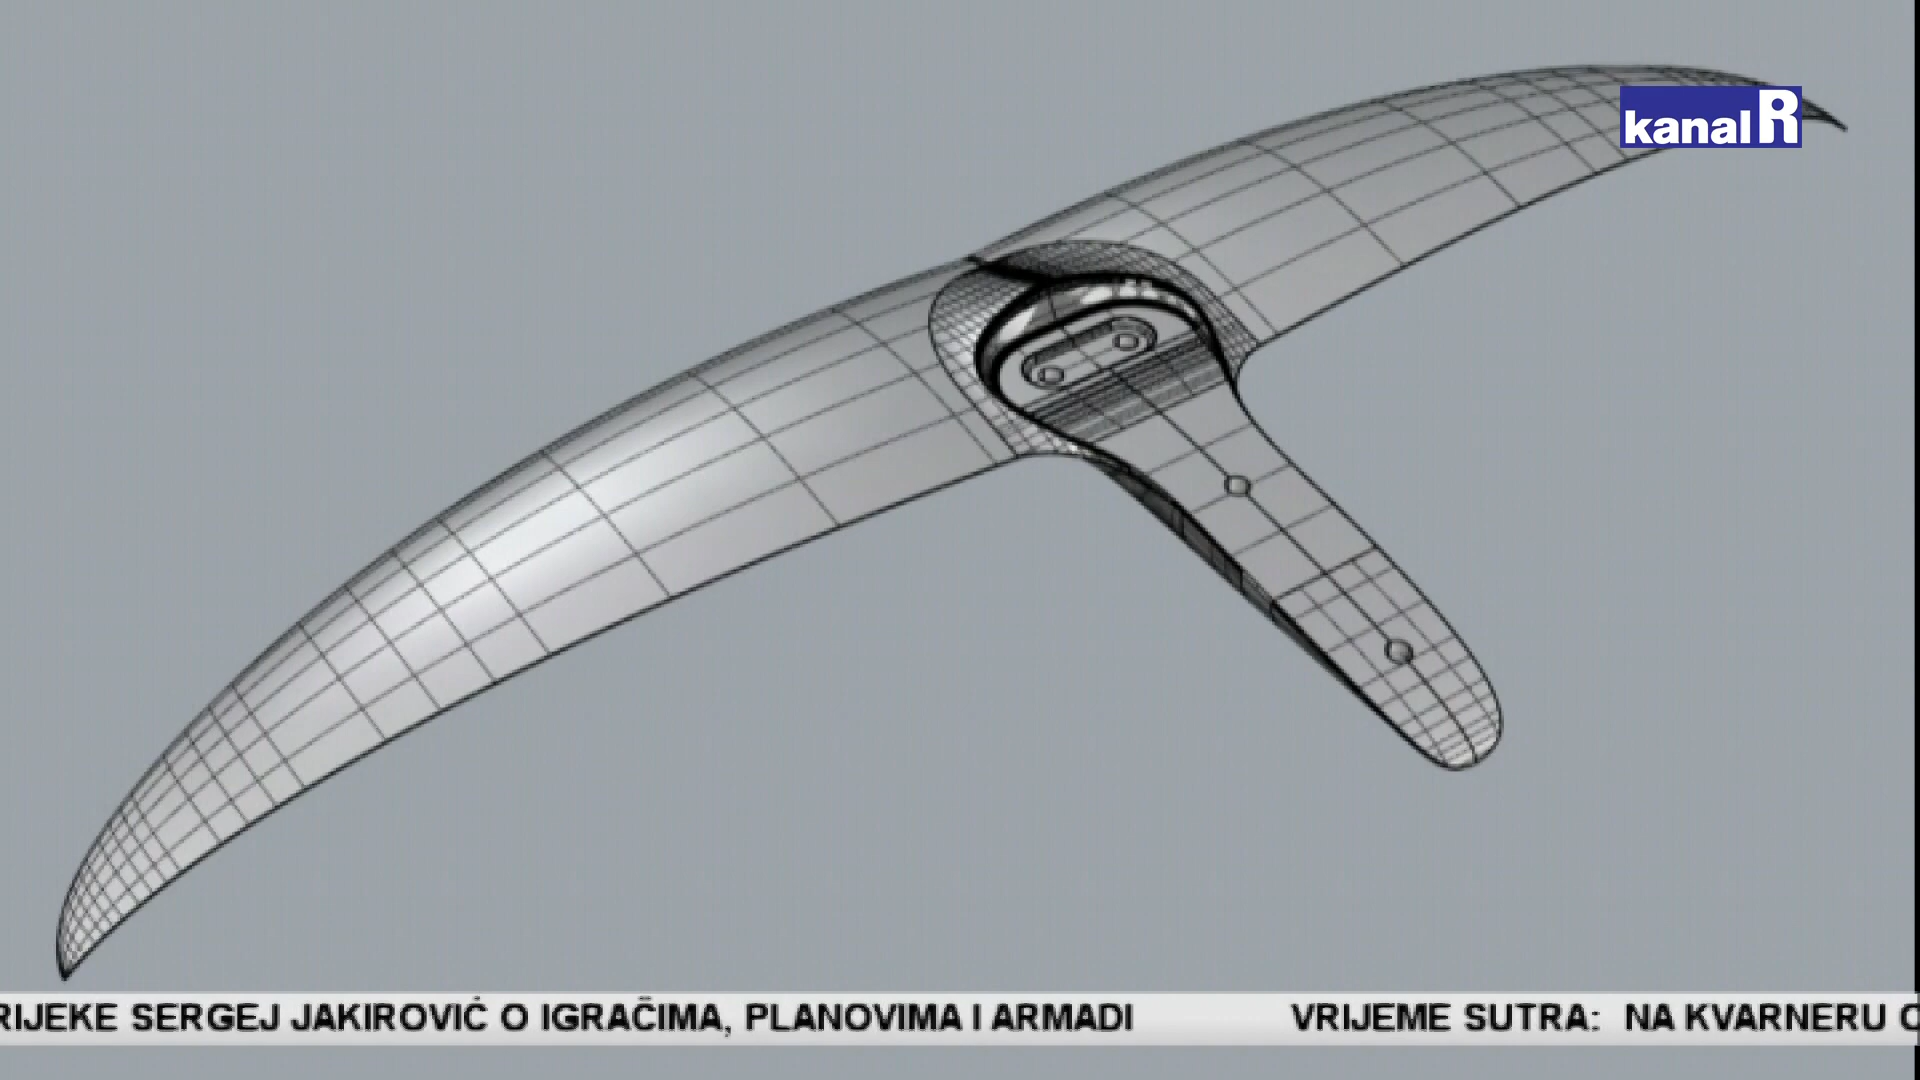 kanal R
RIJEKE SERGEJ JAKIROVIĆ O IGRAČIMA, PLANOVIMA I ARMADI VRIJEME SUTRA: NA KVARNERU